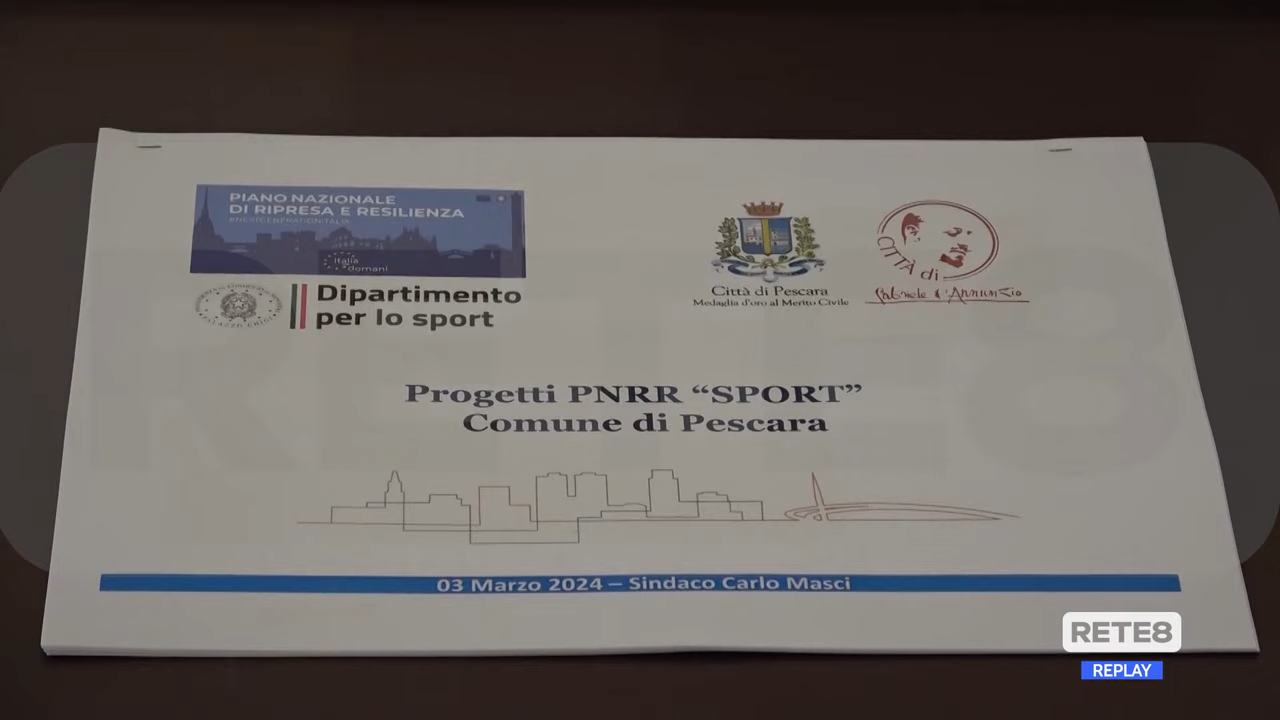 PIANO NAZIONALE
DI RIPRESA E RESILIENZA
#NEXTGENERATIONITALIA
Italia
domani
Dipartimento
per lo sport
Città di Pescara
Medaglia d'oro al Merito Civile
CITTÀ di
Gabriele d'Annunzio
Progetti PNRR “SPORT”
Comune di Pescara
03 Marzo 2024 – Sindaco Carlo Masci
RETE8
REPLAY